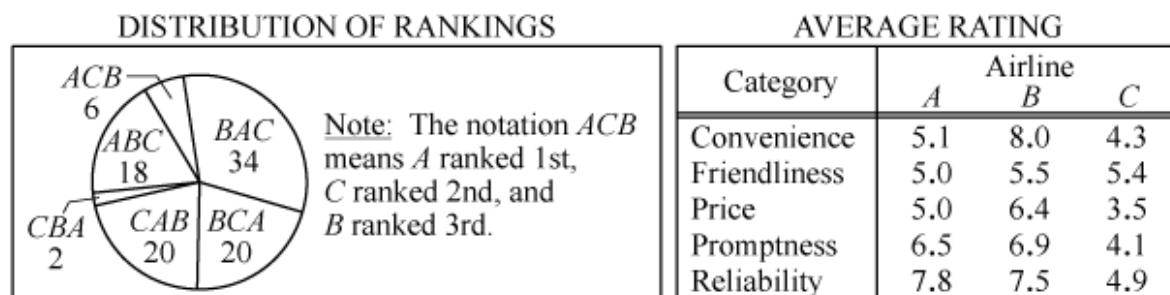 DISTRIBUTION OF RANKINGS
ACB
6
BAC
34
ABC
18
CBA
2
CAB
20
BCA
20
Note: The notation ACB
means A ranked 1st,
C ranked 2nd, and
B ranked 3rd.
AVERAGE RATING
Category Airline
A B C
Convenience 5.1 8.0 4.3
Friendliness 5.0 5.5 5.4
Price 5.0 6.4 3.5
Promptness 6.5 6.9 4.1
Reliability 7.8 7.5 4.9